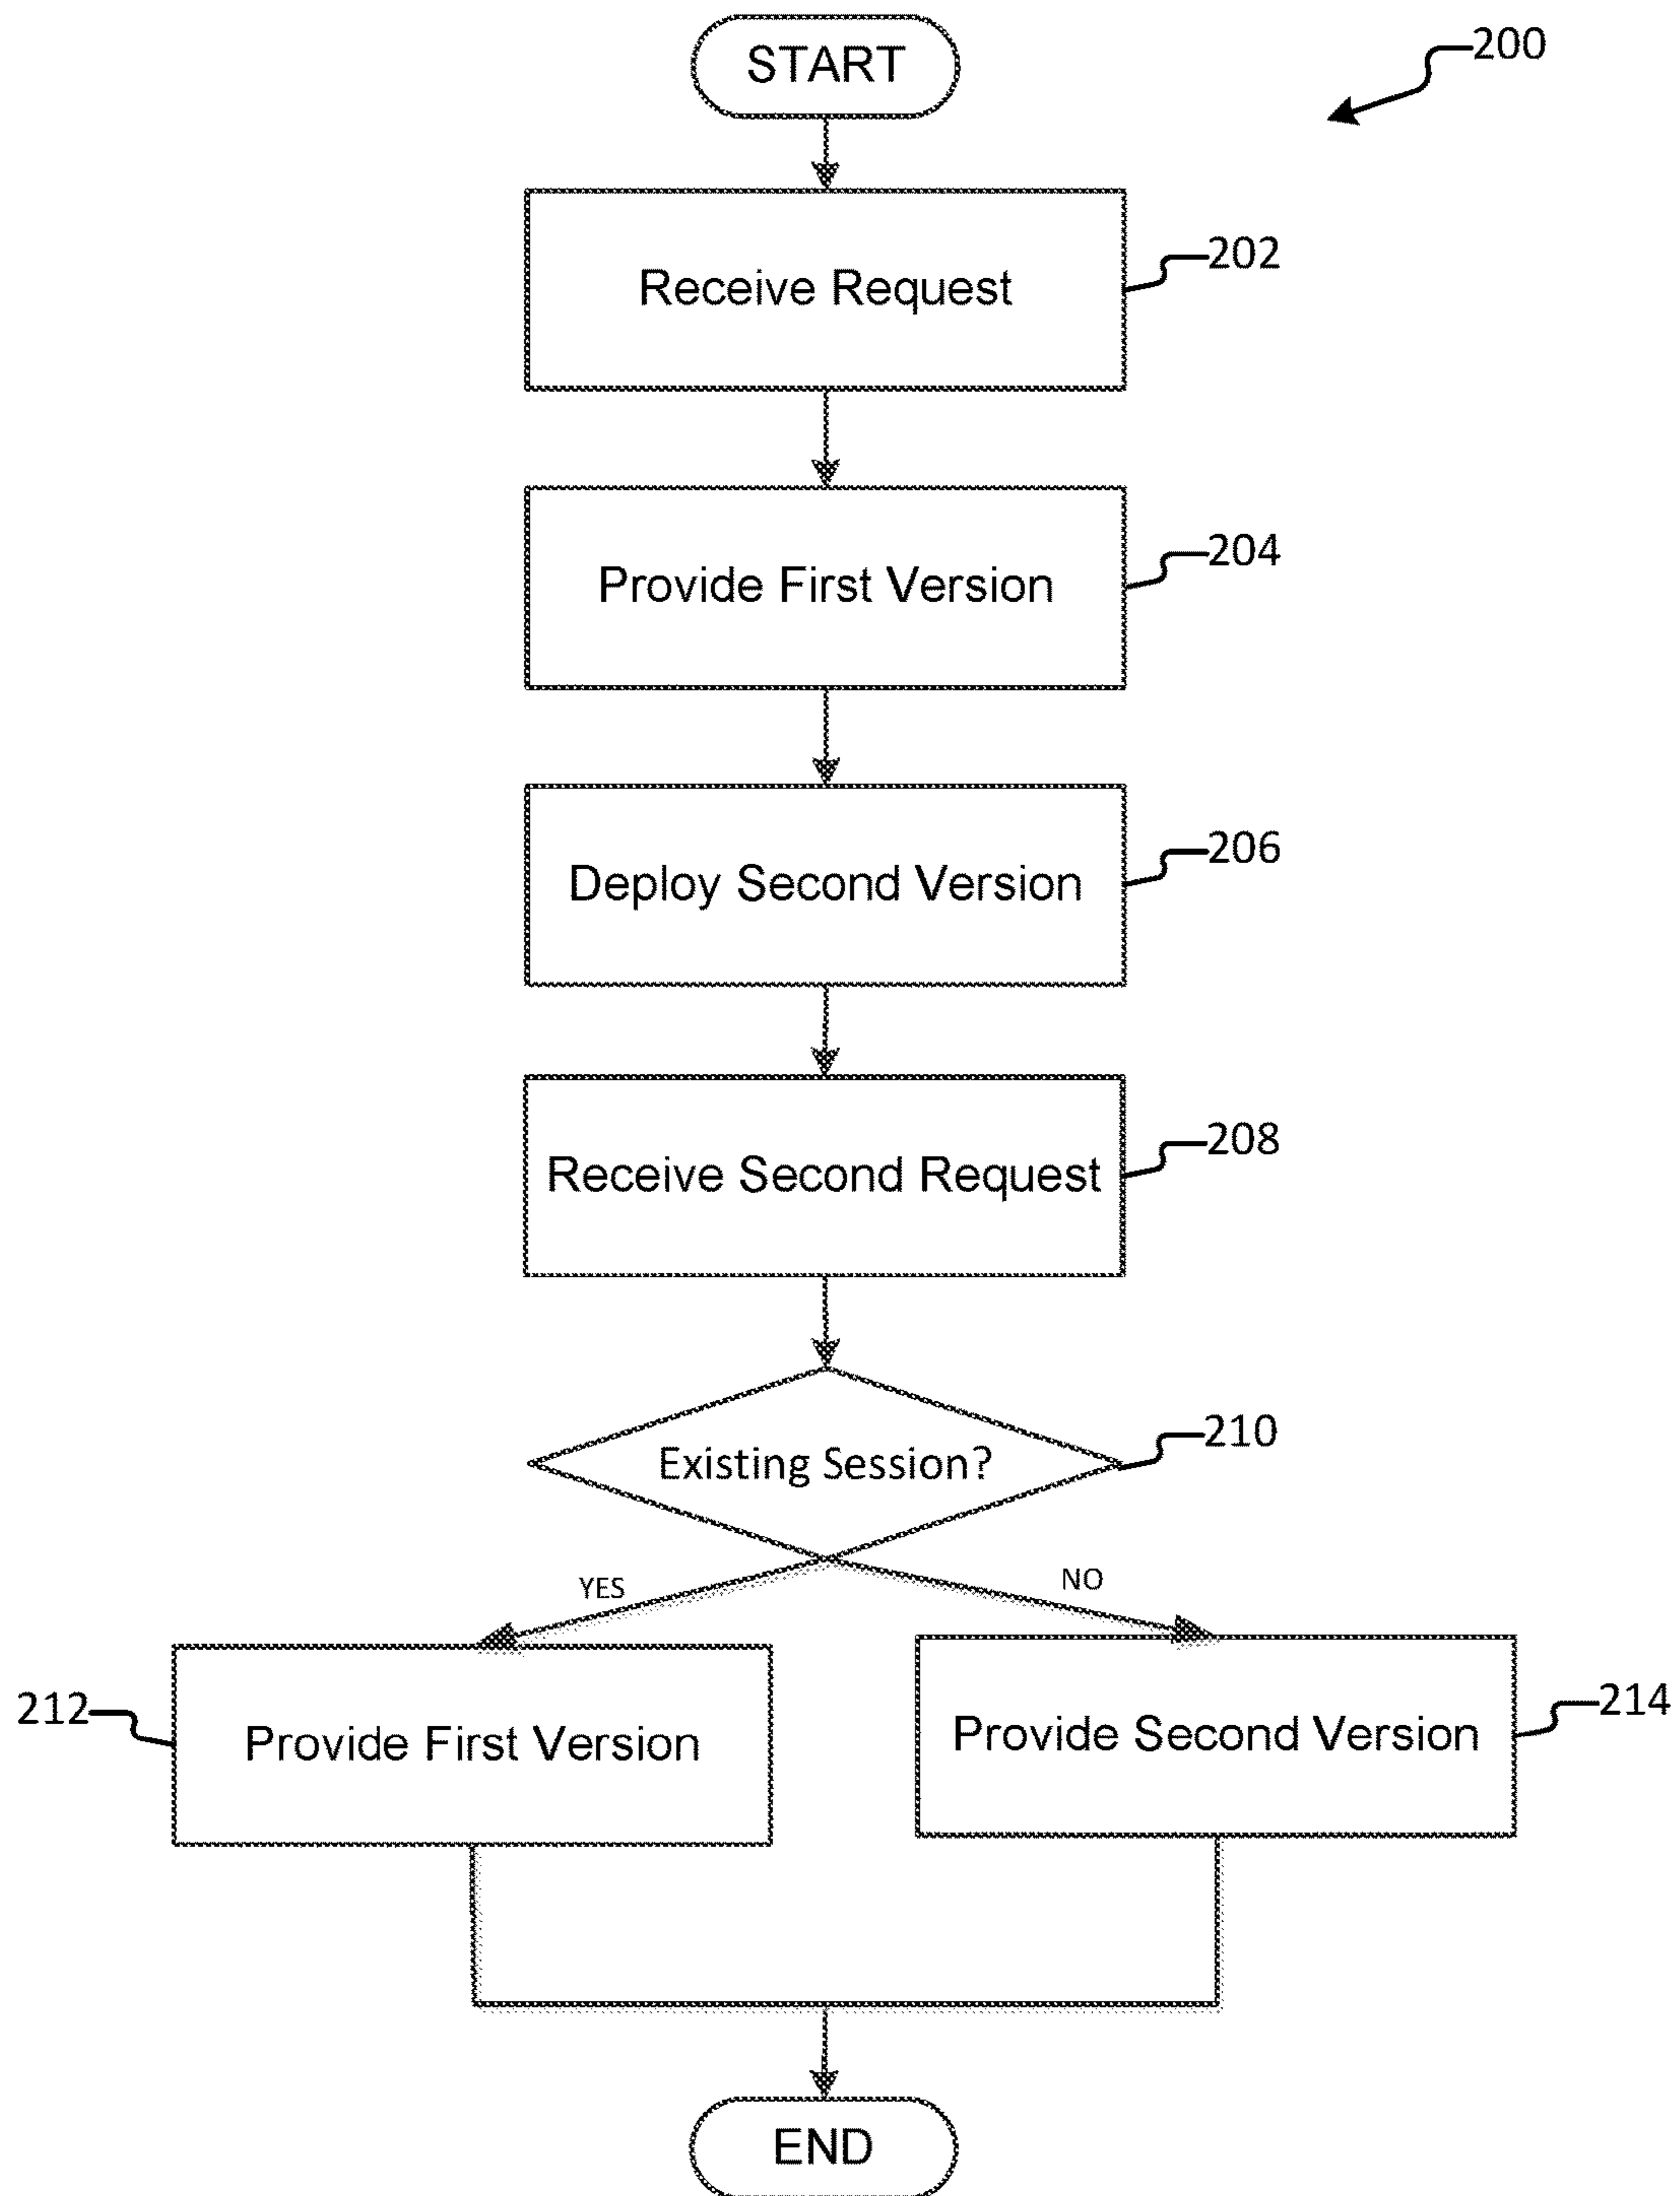 START
200
Receive Request
202
Provide First Version
204
Deploy Second Version
206
Receive Second Request
208
Existing Session?
210
YES
NO
212
Provide First Version
Provide Second Version
214
END